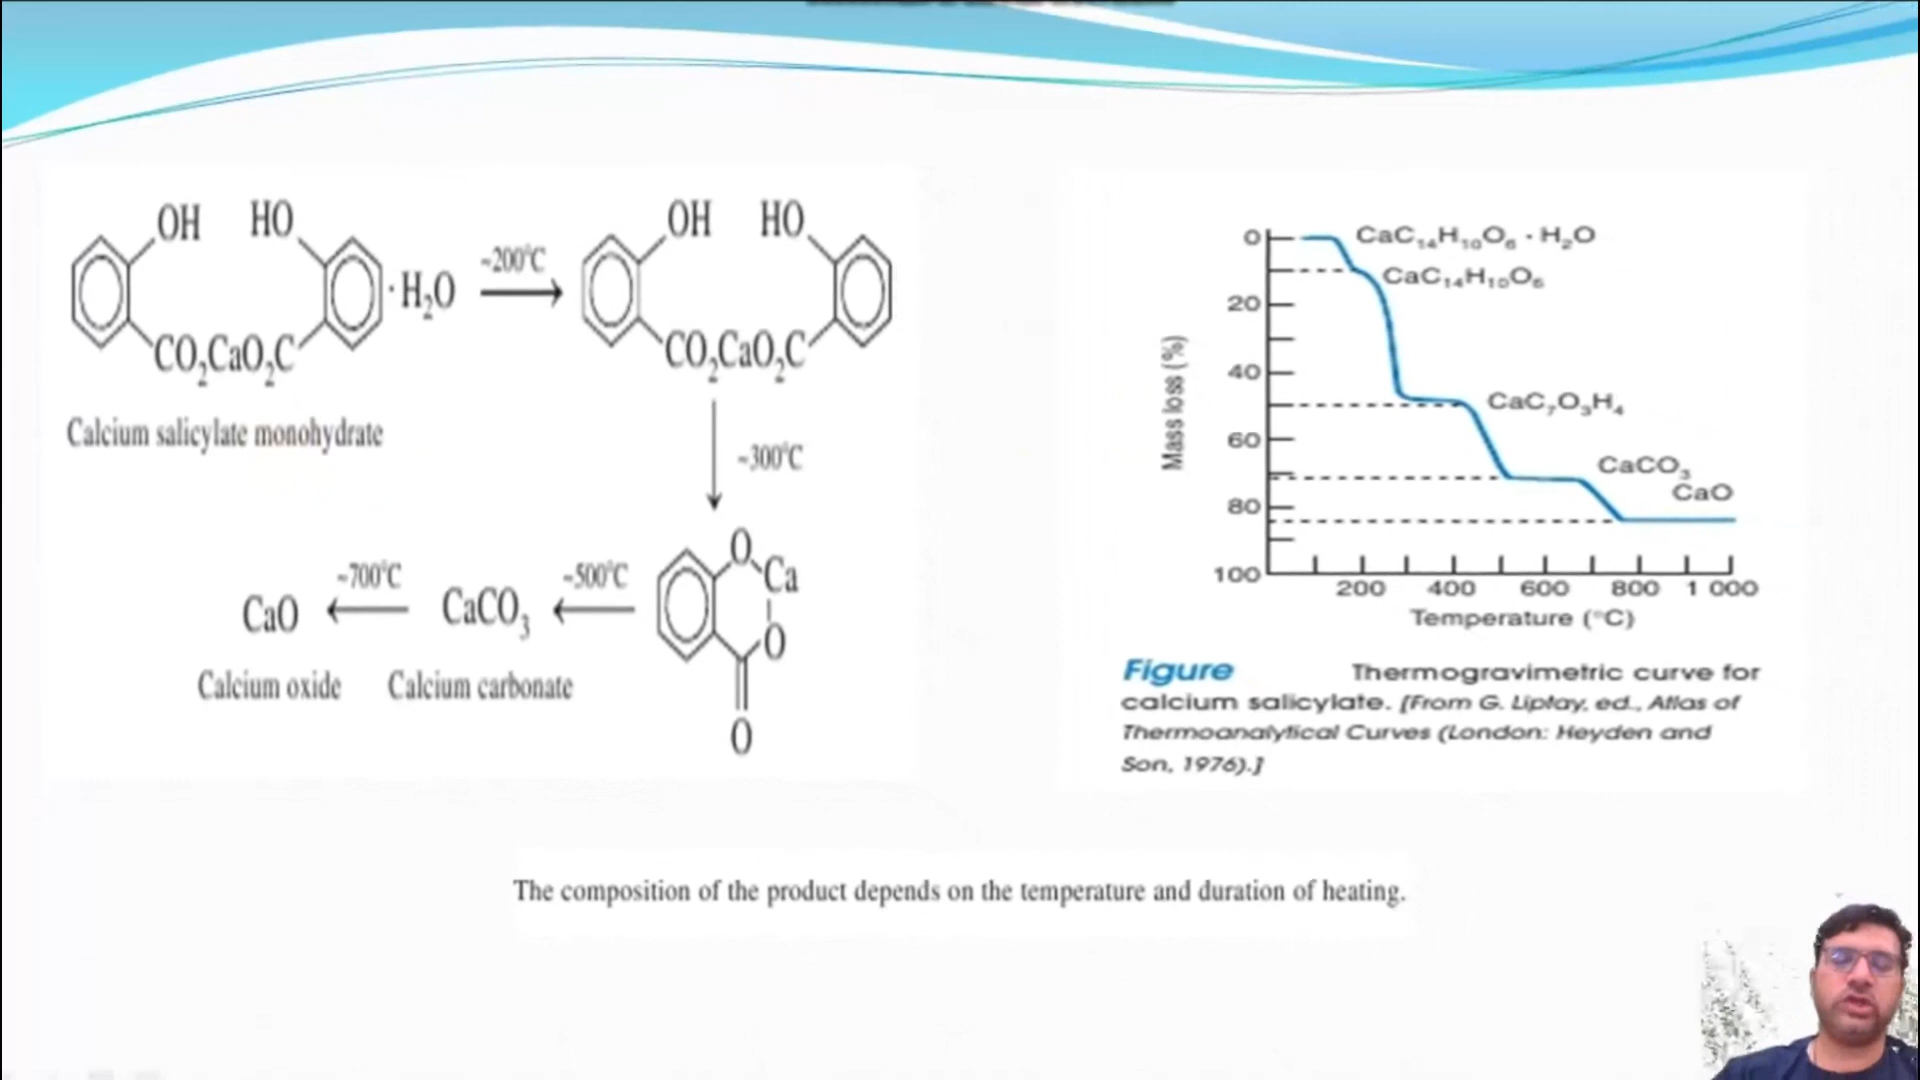 OH HO
·H₂O
CO₂CaO₂C
Calcium salicylate monohydrate
~200°C
OH HO
CO₂CaO₂C
~300°C
O
Ca
O
O
~500°C
CaCO₃
Calcium carbonate
~700°C
CaO
Calcium oxide
Mass loss (%)
0
20
40
60
80
100
CaC₁₄H₁₀O₆ · H₂O
CaC₁₄H₁₀O₆
CaC₇O₃H₄
CaCO₃
CaO
200 400 600 800 1 000
Temperature (°C)
Figure Thermogravimetric curve for
calcium salicylate. [From G. Liptay, ed., Atlas of
Thermoanalytical Curves (London: Heyden and
Son, 1976).]
The composition of the product depends on the temperature and duration of heating.